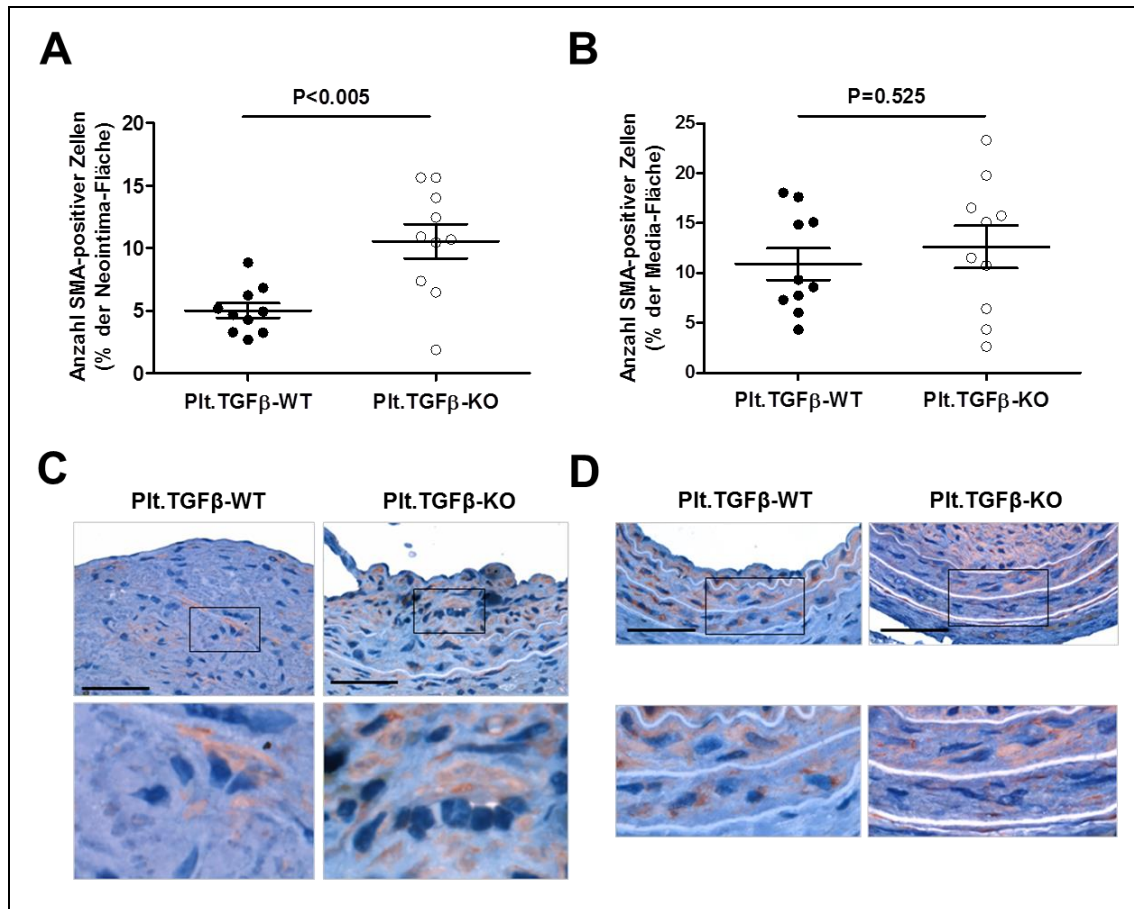 A
P<0.005
Anzahl SMA-positiver Zellen
(% der Neointima-Fläche)
20
15
10
5
0
Plt.TGFβ-WT
Plt.TGFβ-KO
B
P=0.525
Anzahl SMA-positiver Zellen
(% der Media-Fläche)
25
20
15
10
5
0
Plt.TGFβ-WT
Plt.TGFβ-KO
C
Plt.TGFβ-WT
Plt.TGFβ-KO
D
Plt.TGFβ-WT
Plt.TGFβ-KO